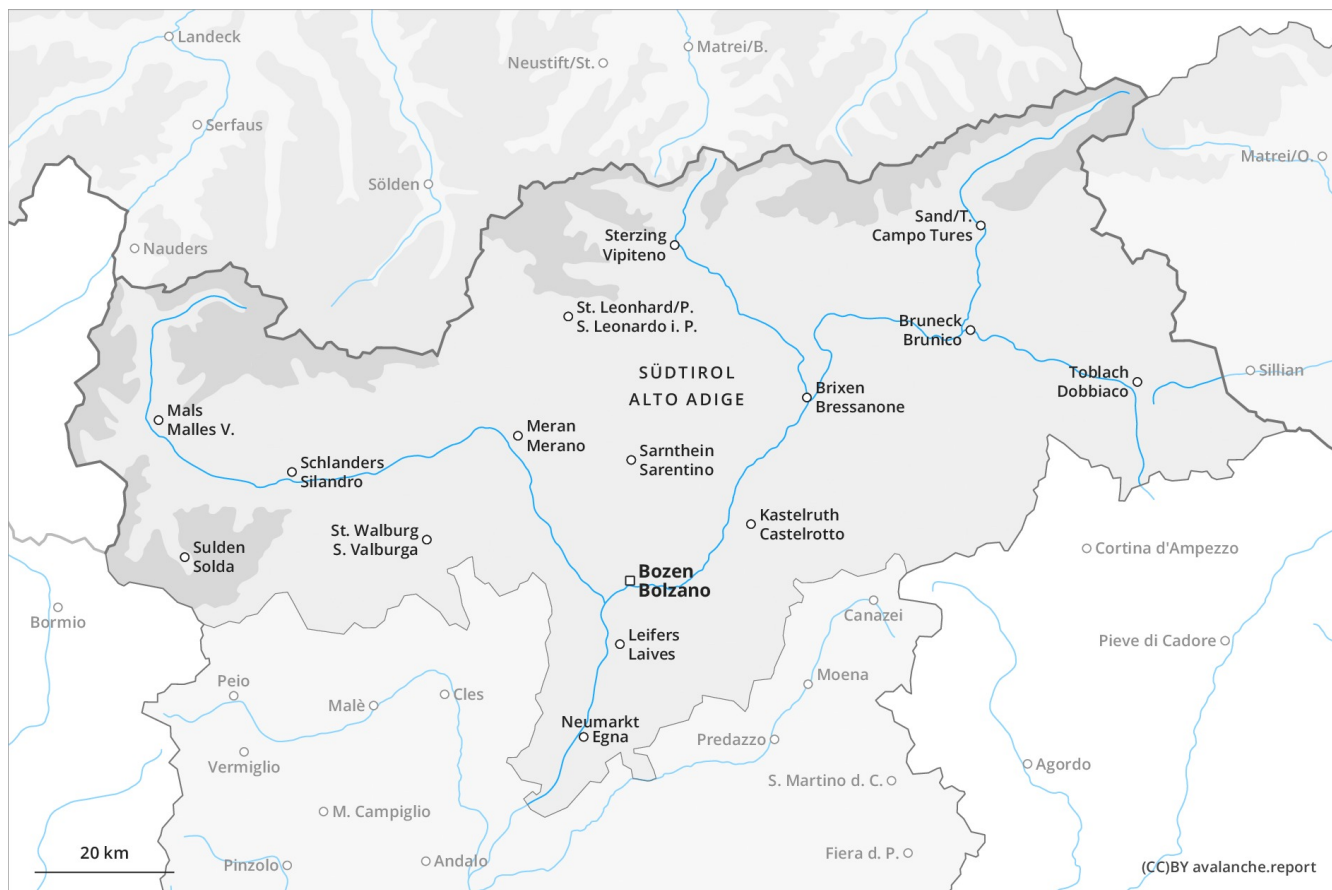 Landeck
Matrei/B.
Neustift/St.
Serfaus
Matrei/O.
Sölden
Sand/T.
Campo Tures
Sterzing
Vipiteno
Nauders
St. Leonhard/P.
S. Leonardo i. P.
Bruneck
Brunico
SÜDTIROL
ALTO ADIGE
Toblach
Dobbiaco
Sillian
Brixen
Bressanone
Mals
Malles V.
Meran
Merano
Sarnthein
Sarentino
Schlanders
Silandro
Kastelruth
Castelrotto
St. Walburg
S. Valburga
Sulden
Solda
Cortina d'Ampezzo
Bozen
Bolzano
Bormio
Canazei
Leifers
Laives
Pieve di Cadore
Peio
Moena
Malè
Cles
Neumarkt
Egna
Predazzo
Vermiglio
Agordo
S. Martino d. C.
M. Campiglio
20 km
Pinzolo
Andalo
Fiera d. P.
(CC)BY avalanche.report